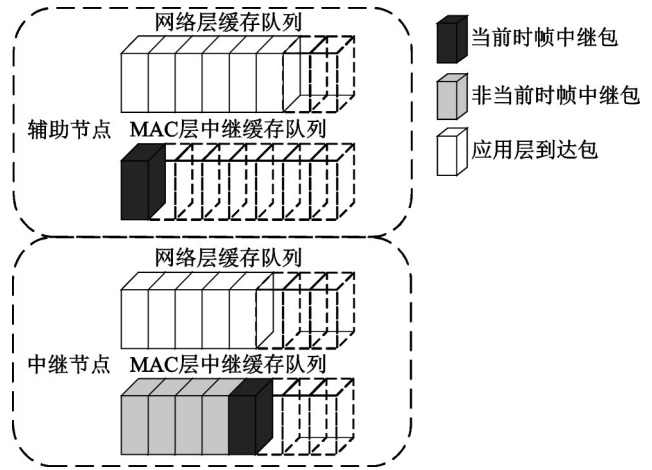 网络层缓存队列
辅助节点
MAC层中继缓存队列
网络层缓存队列
中继节点
MAC层中继缓存队列
当前时帧中继包
非当前时帧中继包
应用层到达包